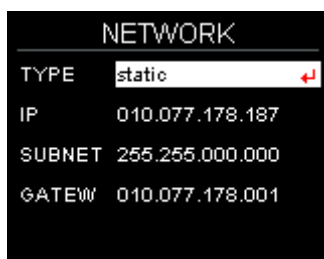 NETWORK
TYPE static
IP 010.077.178.187
SUBNET 255.255.000.000
GATEW 010.077.178.001